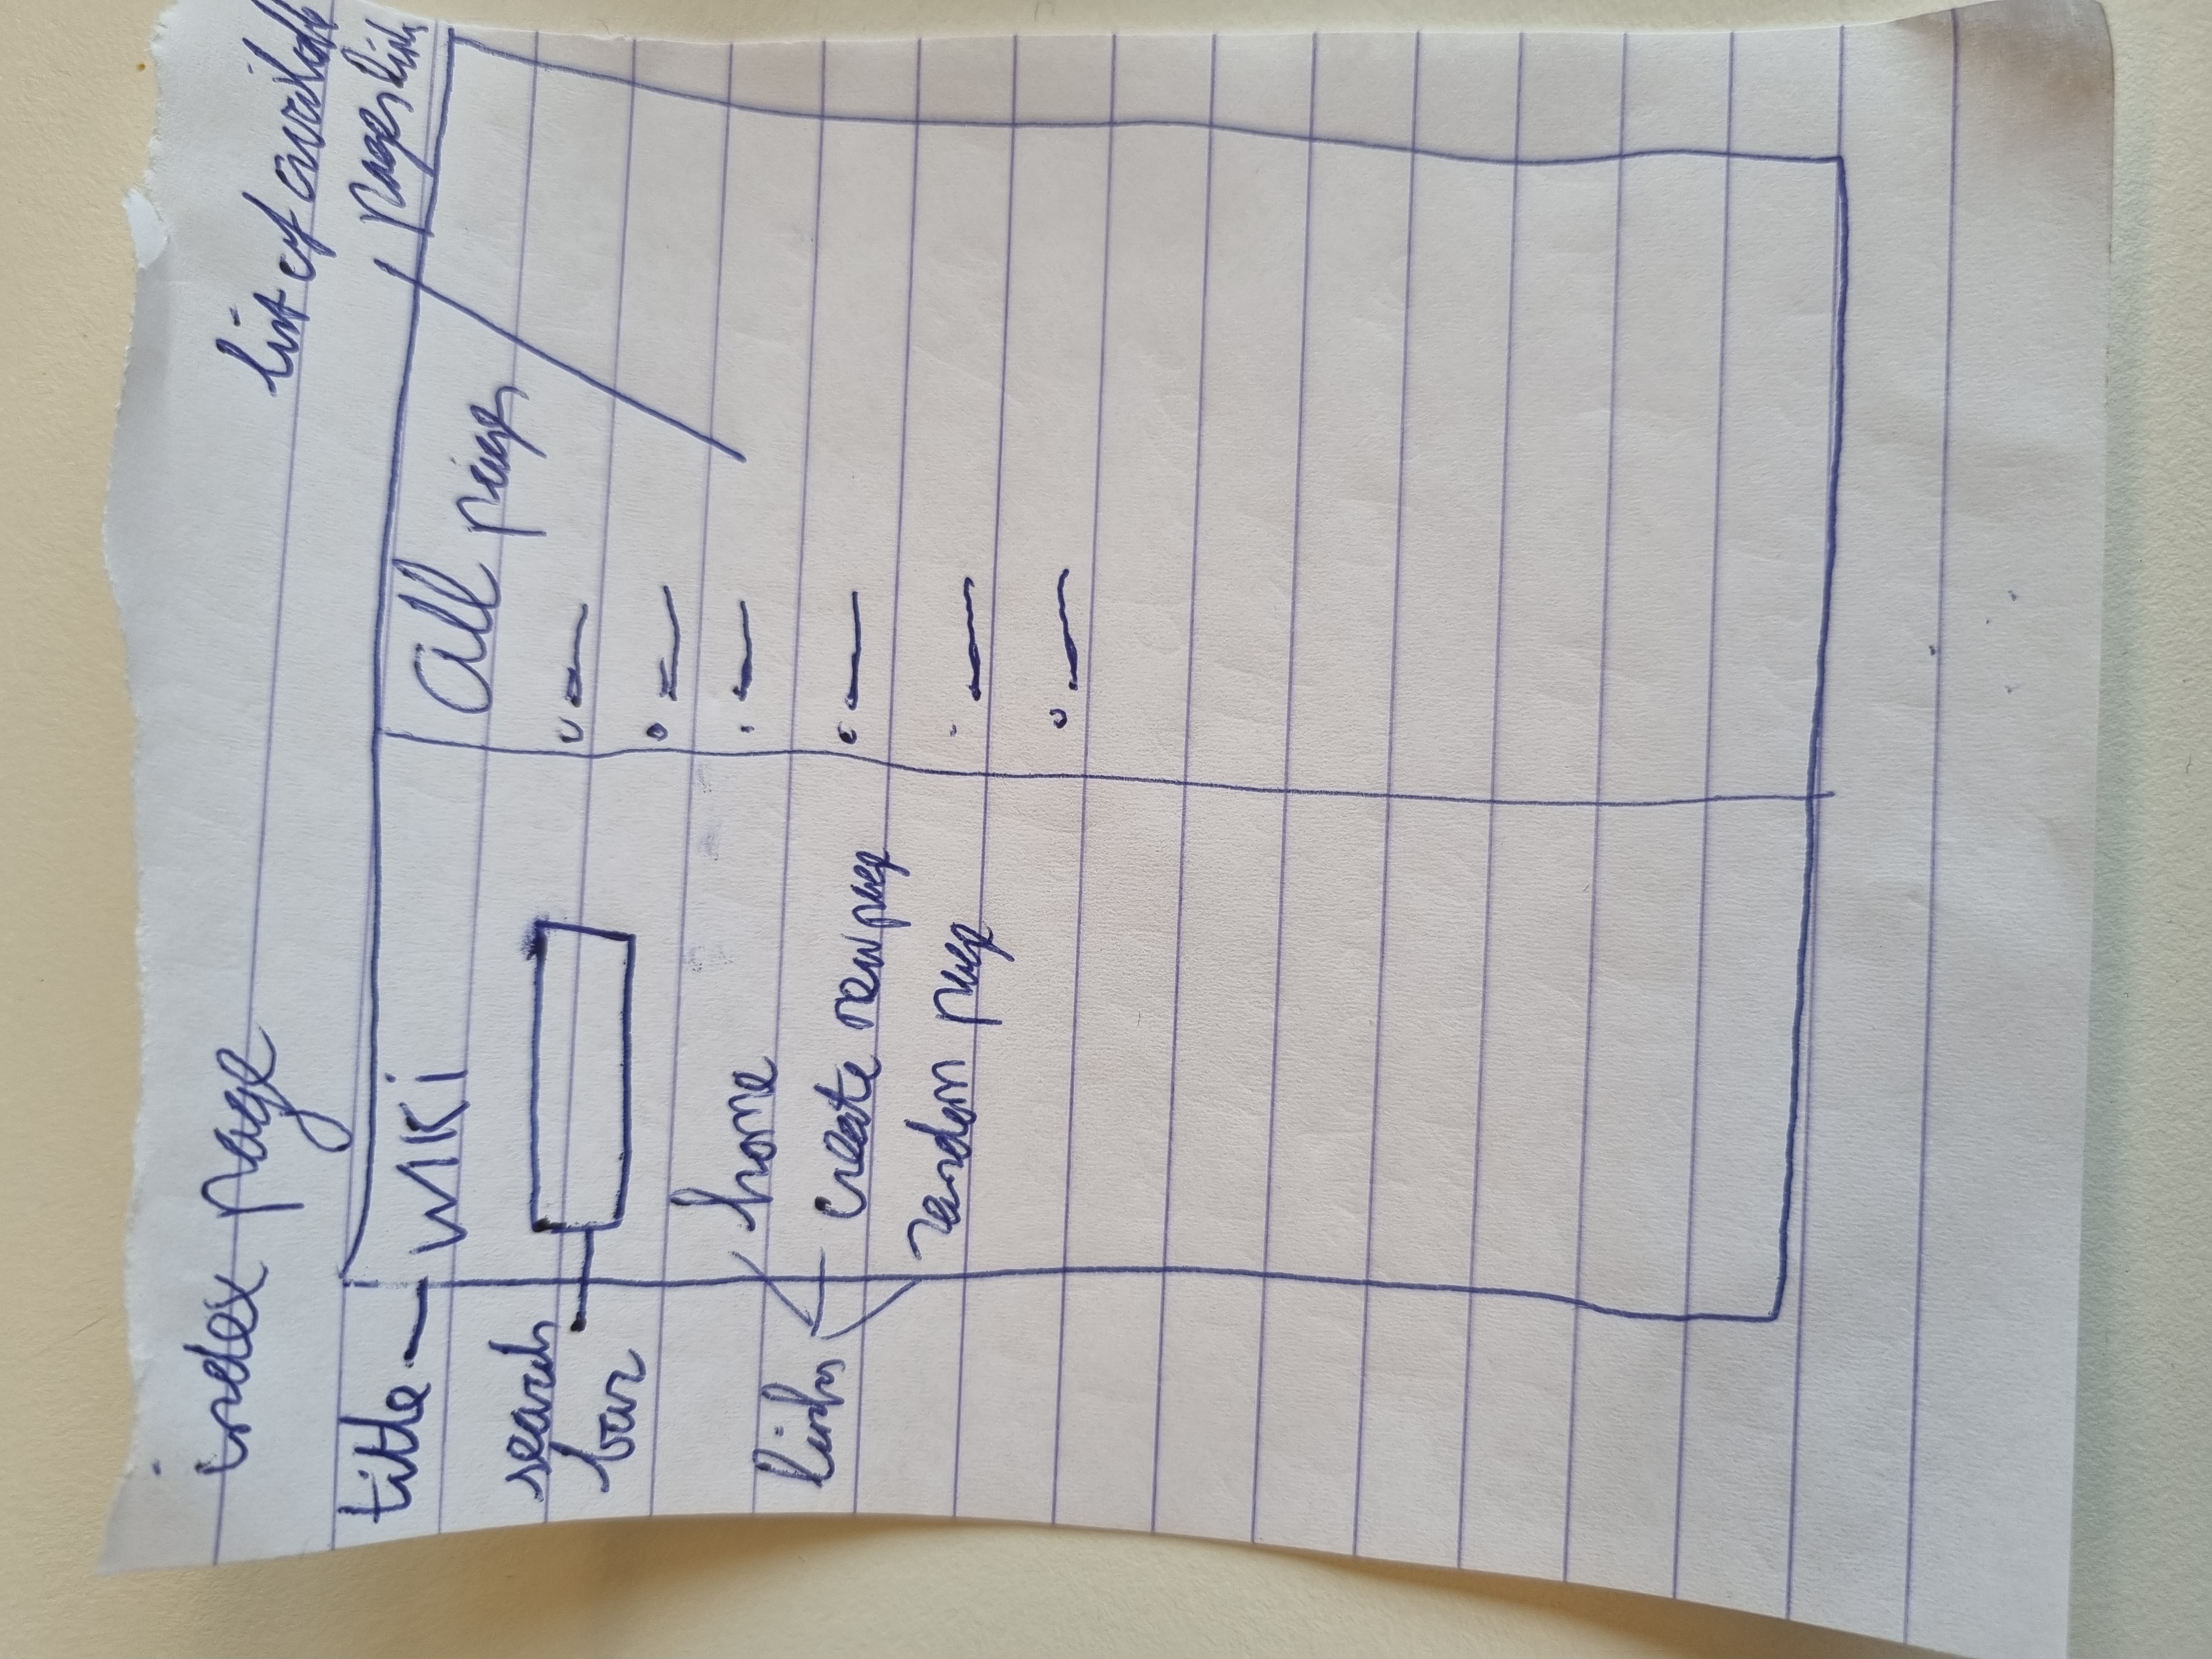 index page
list of available
pages link
title
WIKi
All pages
search
bar
home
links
create new page
random page